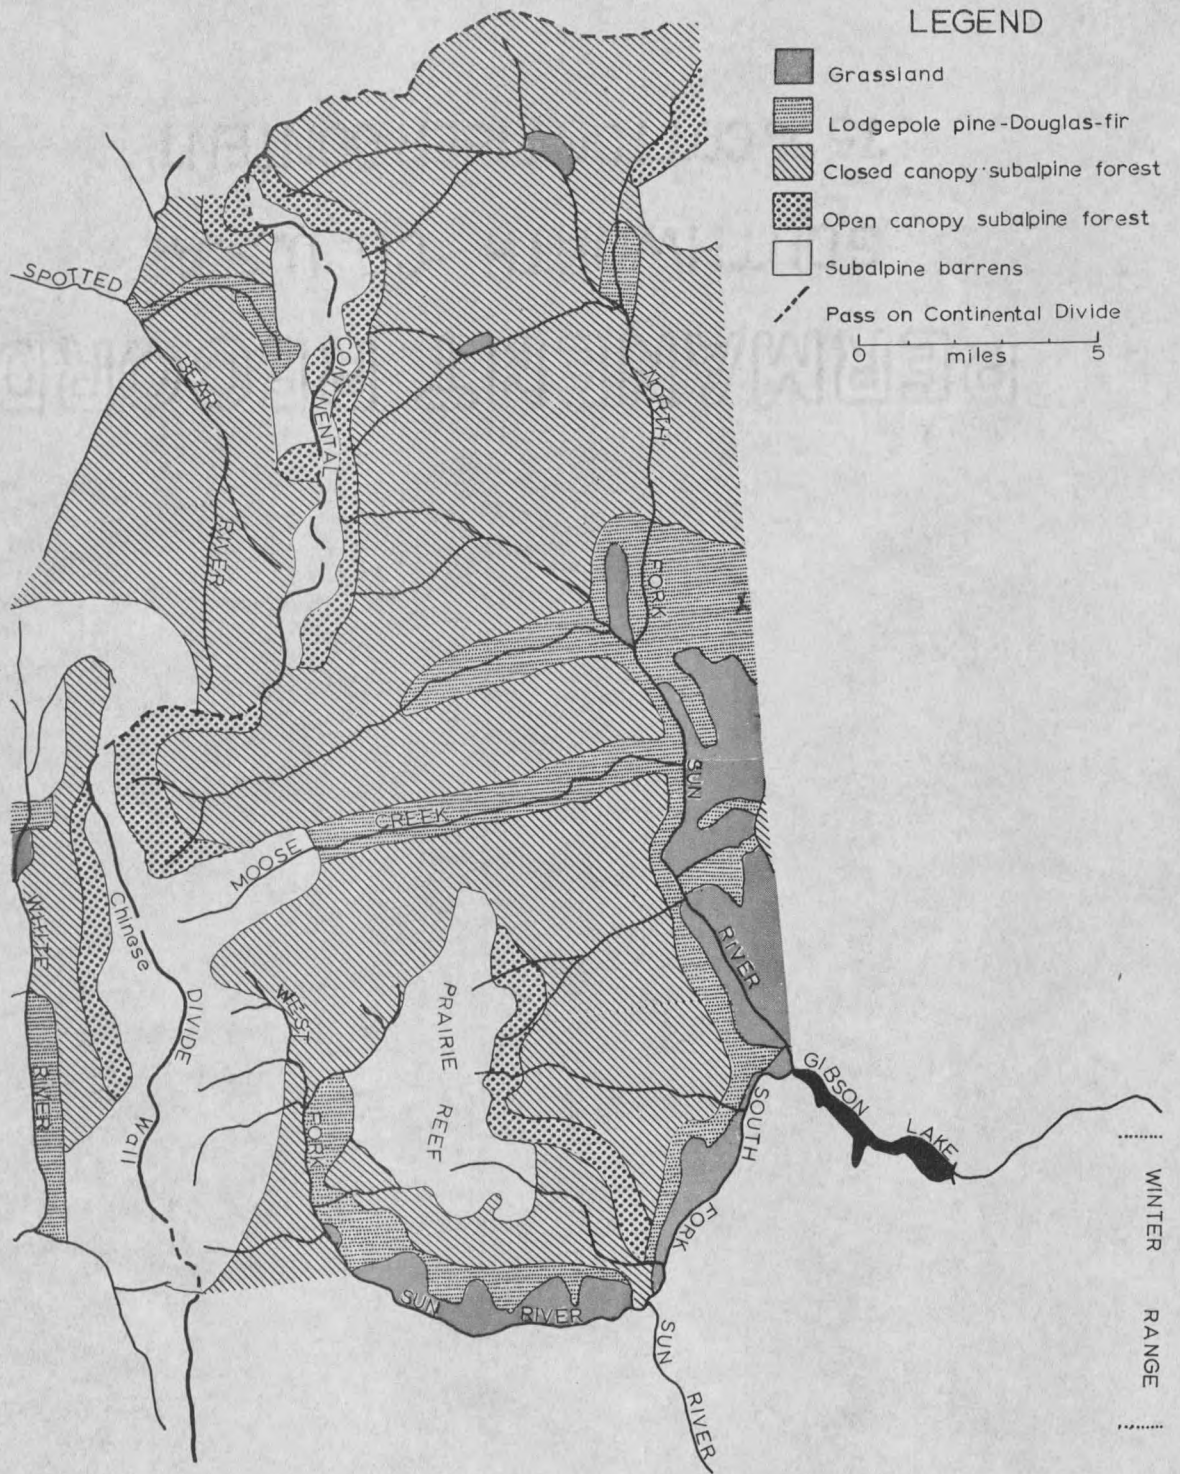 LEGEND
Grassland
Lodgepole pine-Douglas-fir
Closed canopy subalpine forest
Open canopy subalpine forest
Subalpine barrens
Pass on Continental Divide
0 5
miles
SPOTTED
BEAR
RIVER
CONTINENTAL
DIVIDE
NORTH
FORK
SUN
RIVER
MOOSE CREEK
Chinese
Wall
WHITE
RIVER
WEST
FORK
SUN RIVER
PRAIRIE
REEF
SOUTH
FORK
SUN
RIVER
GIBSON
LAKE
WINTER
RANGE